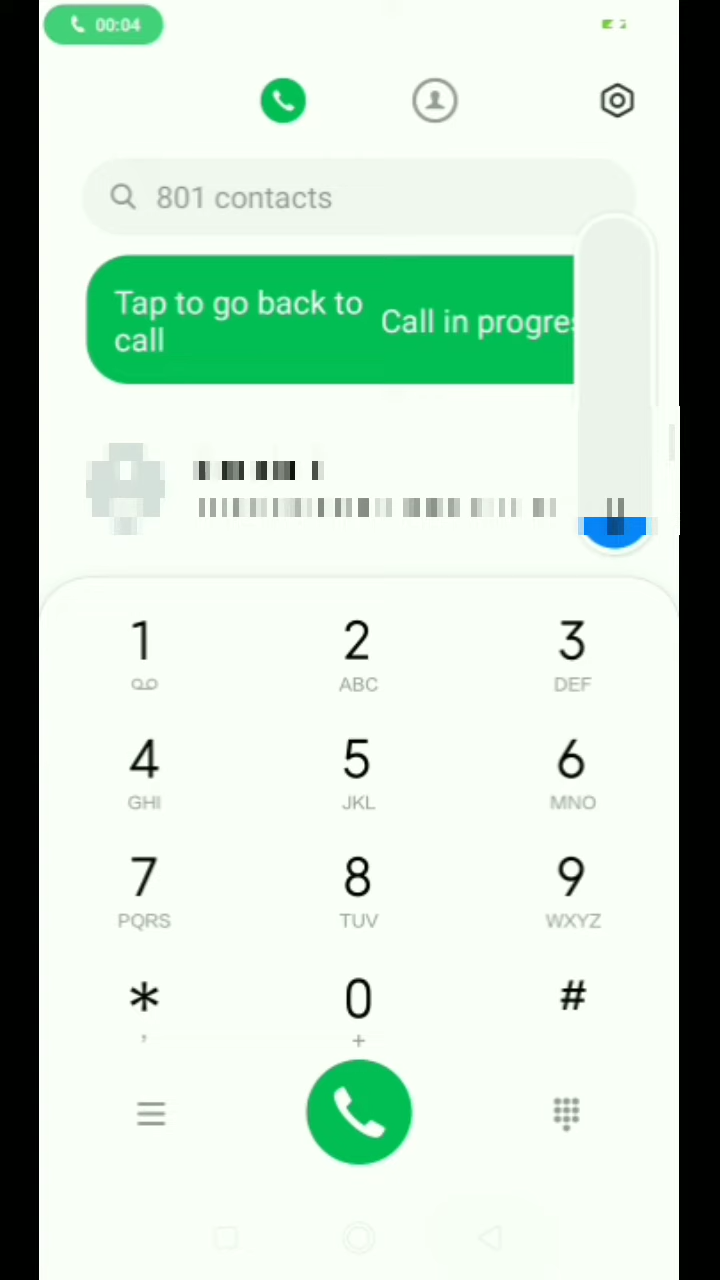 00:04
801 contacts
Tap to go back to
call
Call in progres
1 2 3
ABC DEF
4 5 6
GHI JKL MNO
7 8 9
PQRS TUV WXYZ
* 0 #
, +